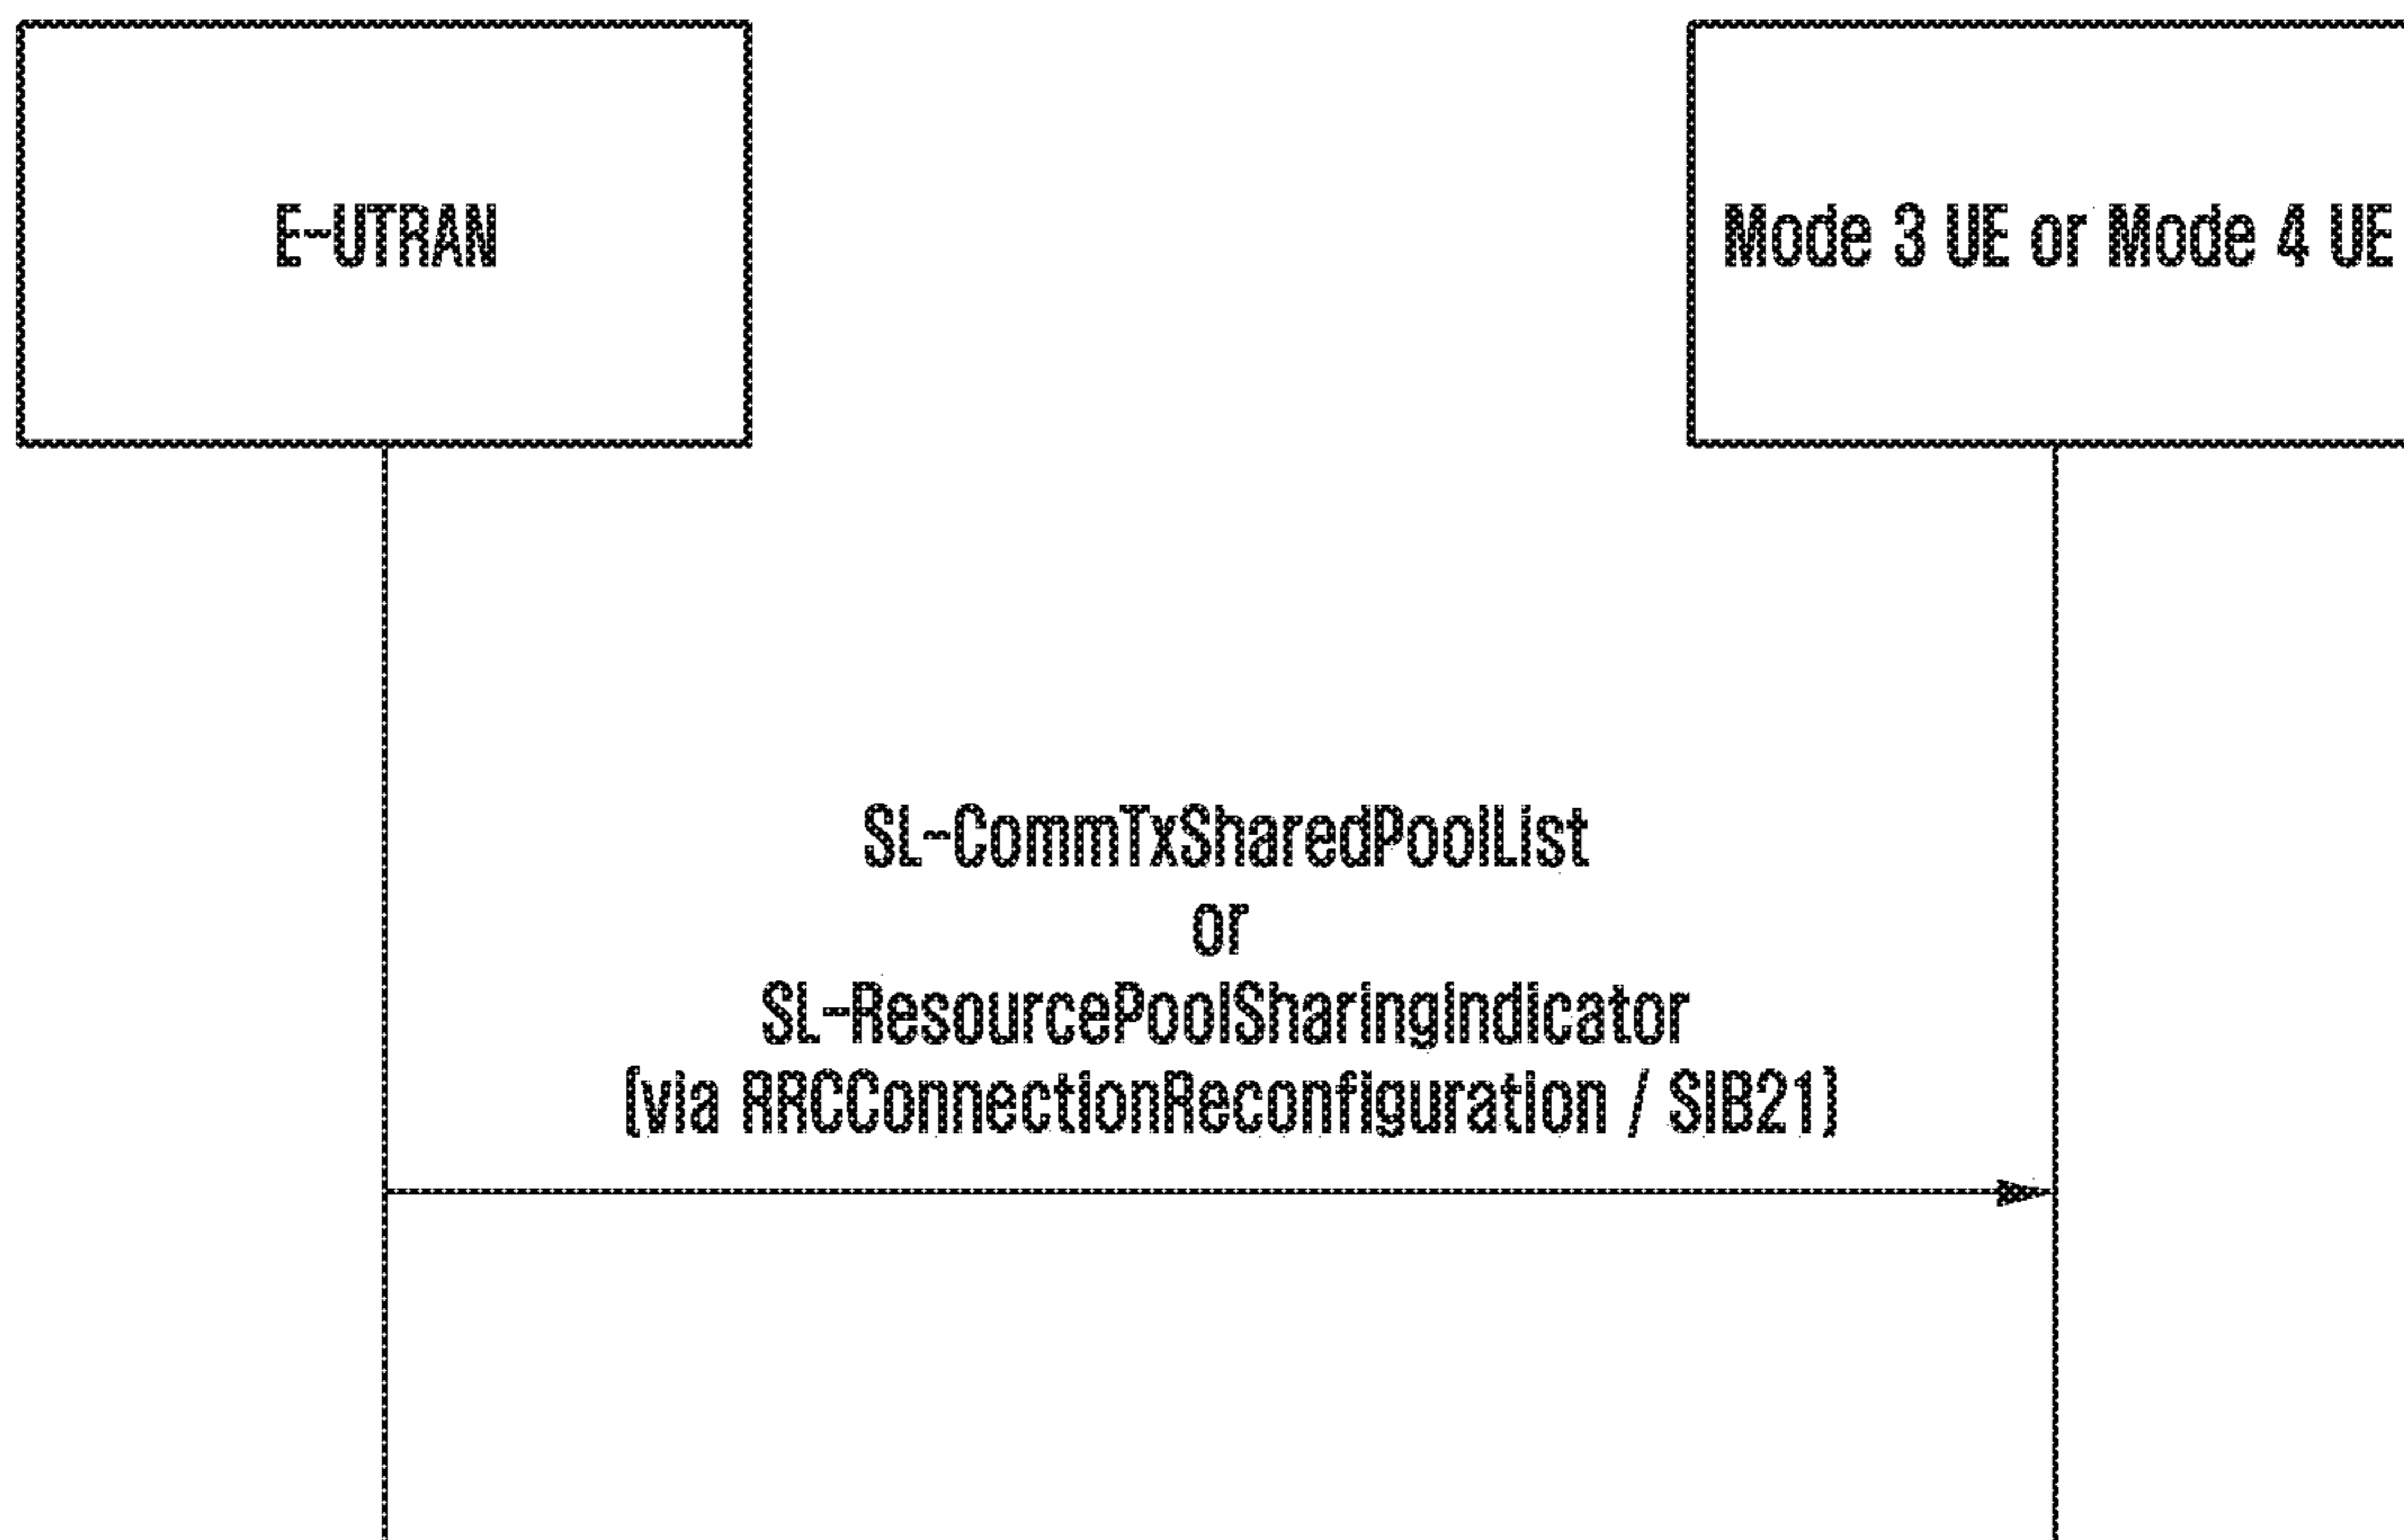 E-UTRAN
Mode 3 UE or Mode 4 UE
SL-CommTxSharedPoolList
or
SL-ResourcePoolSharingIndicator
(via RRCConnectionReconfiguration / SIB21)